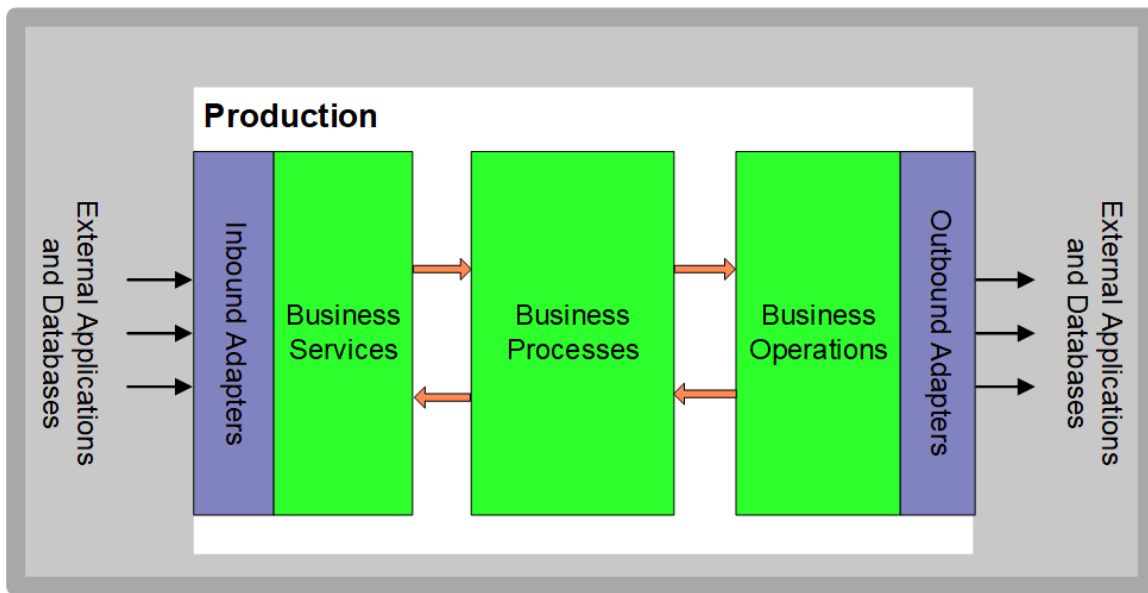 Production
External Applications
and Databases
Inbound Adapters
Business
Services
Business
Processes
Business
Operations
Outbound Adapters
External Applications
and Databases